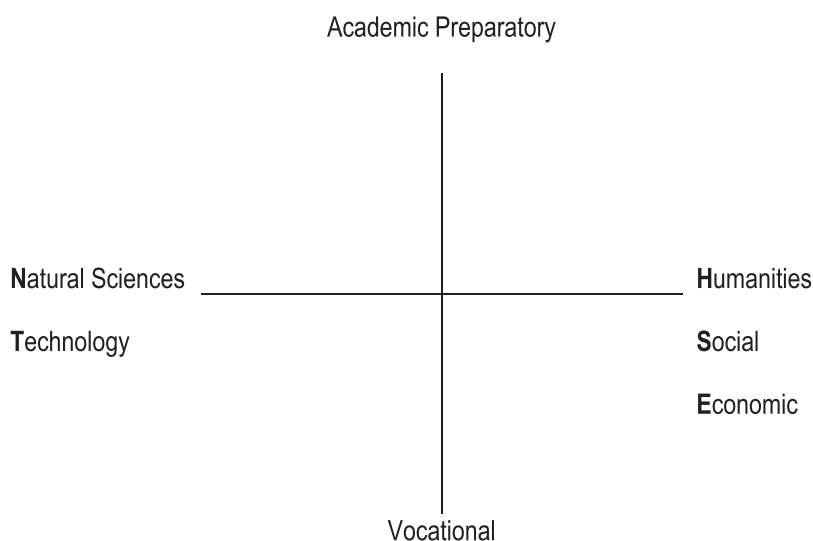 Academic Preparatory
Natural Sciences
Humanities
Technology
Social
Economic
Vocational